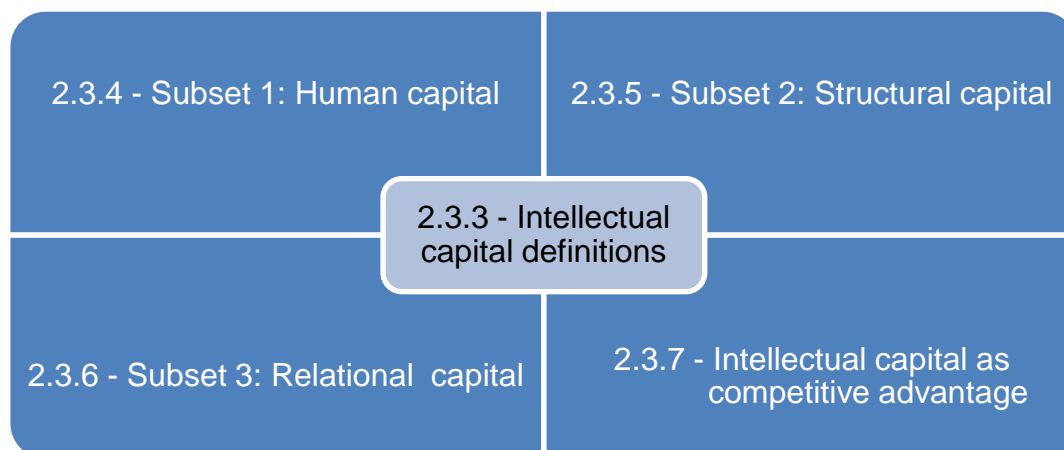 2.3.4 - Subset 1: Human capital
2.3.5 - Subset 2: Structural capital
2.3.3 - Intellectual
capital definitions
2.3.6 - Subset 3: Relational  capital
2.3.7 - Intellectual capital as
competitive advantage